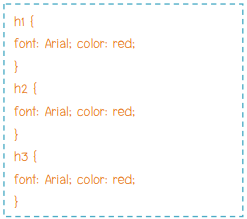 h1 {
font: Arial; color: red;
}
h2 {
font: Arial; color: red;
}
h3 {
font: Arial; color: red;
}